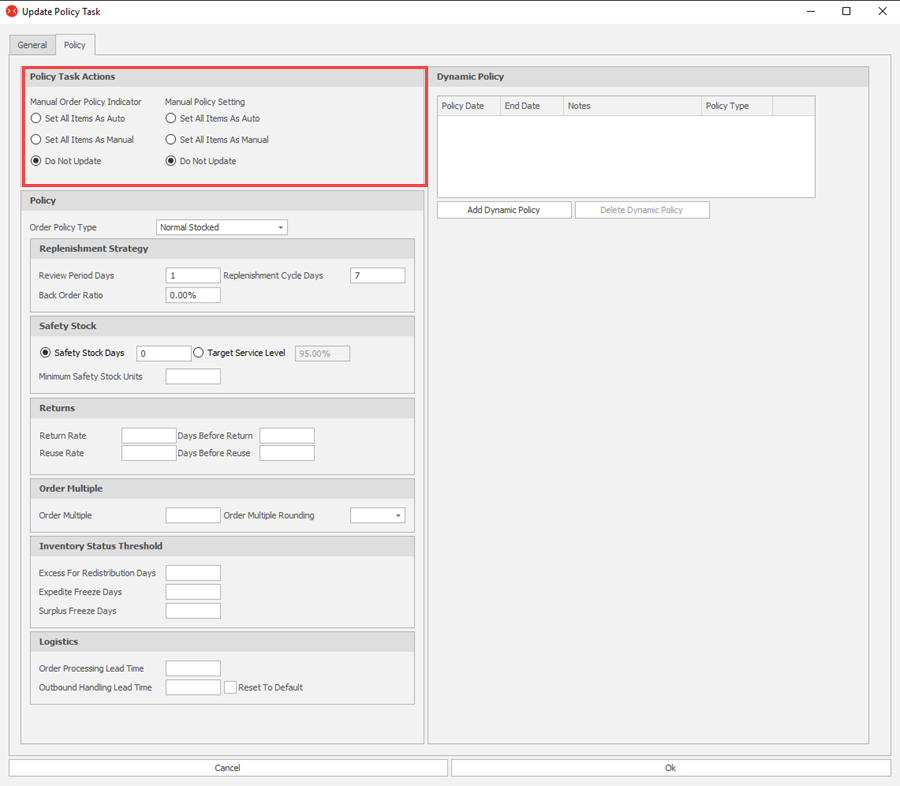 Update Policy Task
General
Policy
Policy Task Actions
Manual Order Policy Indicator
Manual Policy Setting
Set All Items As Auto
Set All Items As Auto
Set All Items As Manual
Set All Items As Manual
Do Not Update
Do Not Update
Policy
Order Policy Type
Normal Stocked
Replenishment Strategy
Review Period Days
1
Replenishment Cycle Days
7
Back Order Ratio
0.00%
Safety Stock
Safety Stock Days
0
Target Service Level
95.00%
Minimum Safety Stock Units
Returns
Return Rate
Days Before Return
Reuse Rate
Days Before Reuse
Order Multiple
Order Multiple
Order Multiple Rounding
Inventory Status Threshold
Excess For Redistribution Days
Expedite Freeze Days
Surplus Freeze Days
Logistics
Order Processing Lead Time
Outbound Handling Lead Time
Reset To Default
Dynamic Policy
Policy Date
End Date
Notes
Policy Type
Add Dynamic Policy
Delete Dynamic Policy
Cancel
Ok